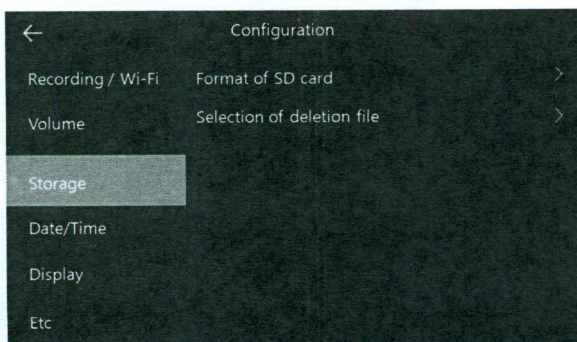 Configuration
Recording / Wi-Fi
Format of SD card
Volume
Selection of deletion file
Storage
Date/Time
Display
Etc